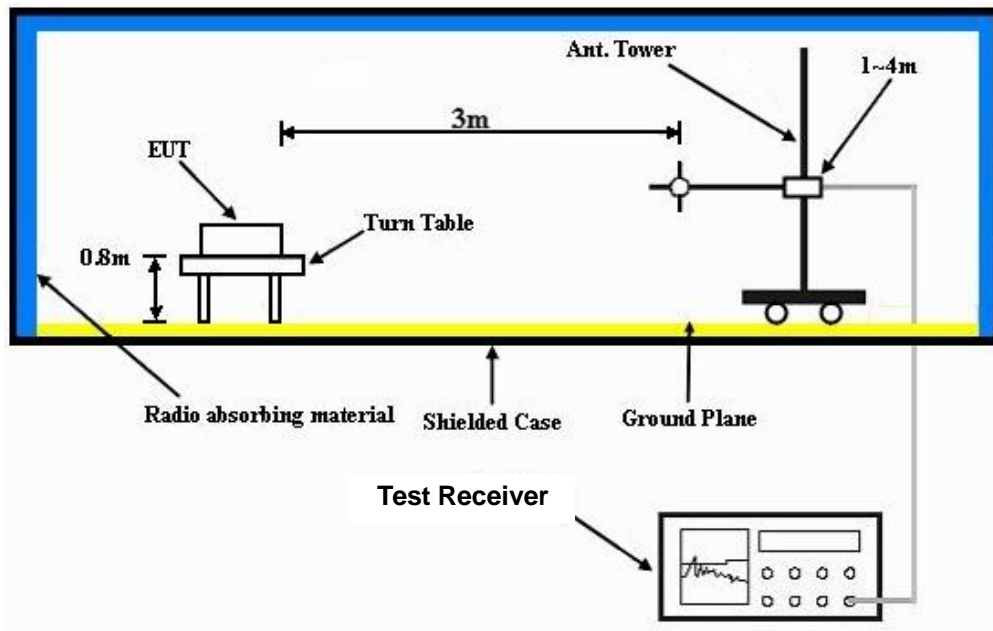 Ant. Tower
1~4m
3m
EUT
Turn Table
0.8m
Radio absorbing material
Shielded Case
Ground Plane
Test Receiver